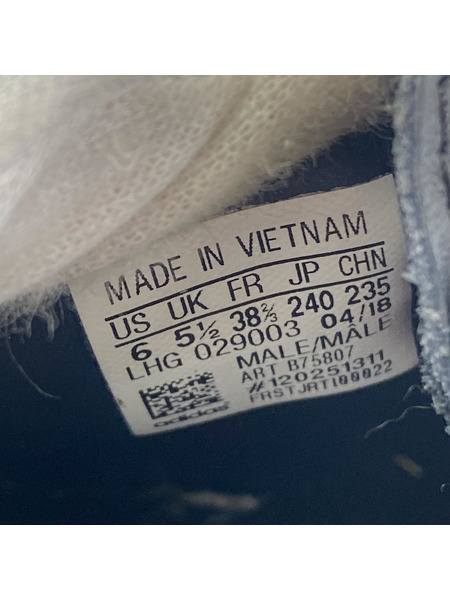 MADE IN VIETNAM
US UK FR JP CHN
6 5½ 38⅔ 240 235
LHG 029003 04/18
MALE/MÂLE
ART B75807
#120251311
FRSTJRTI00022
adidas